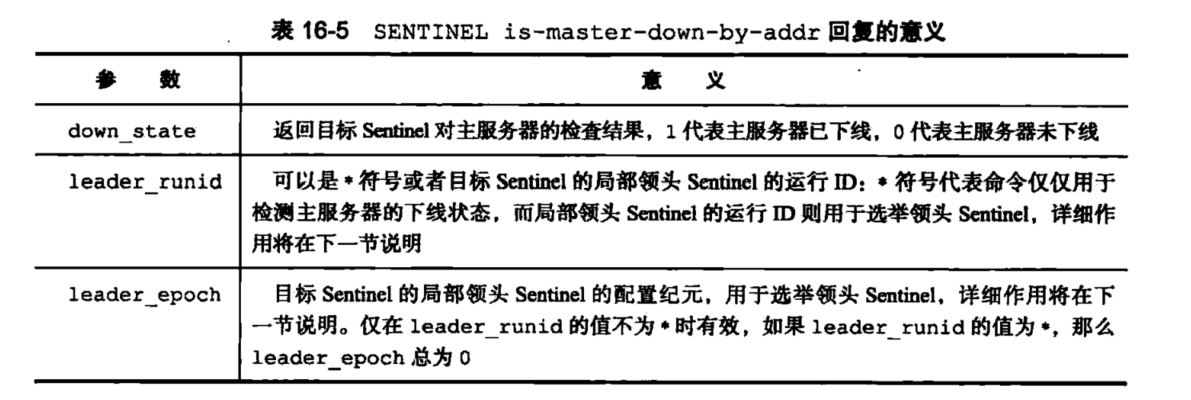 表 16-5 SENTINEL is-master-down-by-addr 回复的意义
参 数 意 义
down_state 返回目标 Sentinel 对主服务器的检查结果，1 代表主服务器已下线，0 代表主服务器未下线
leader_runid 可以是 * 符号或者目标 Sentinel 的局部领头 Sentinel 的运行 ID：* 符号代表命令仅仅用于
检测主服务器的下线状态，而局部领头 Sentinel 的运行 ID 则用于选举领头 Sentinel，详细作
用将在下一节说明
leader_epoch 目标 Sentinel 的局部领头 Sentinel 的配置纪元，用于选举领头 Sentinel，详细作用将在下
一节说明。仅在 leader_runid 的值不为 * 时有效，如果 leader_runid 的值为 *，那么
leader_epoch 总为 0